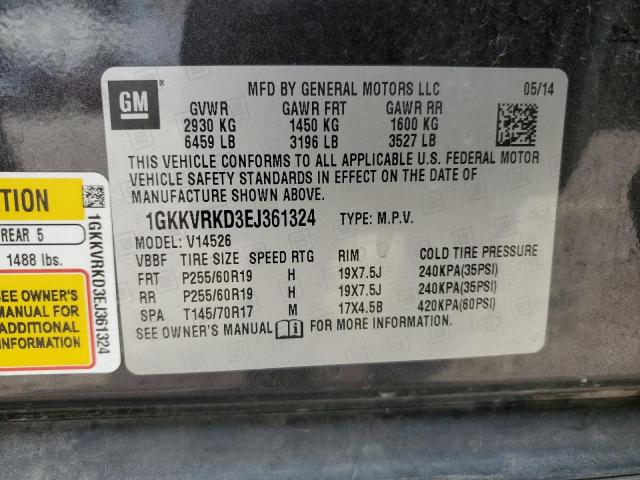 GM
MFD BY GENERAL MOTORS LLC 05/14
GVWR GAWR FRT GAWR RR
2930 KG 1450 KG 1600 KG
6459 LB 3196 LB 3527 LB
THIS VEHICLE CONFORMS TO ALL APPLICABLE U.S. FEDERAL MOTOR
VEHICLE SAFETY STANDARDS IN EFFECT ON THE DATE OF
MANUFACTURE SHOWN ABOVE.
1GKKVRKD3EJ361324 TYPE: M.P.V.
MODEL: V14526
VBBF TIRE SIZE SPEED RTG RIM COLD TIRE PRESSURE
FRT P255/60R19 H 19X7.5J 240KPA(35PSI)
RR P255/60R19 H 19X7.5J 240KPA(35PSI)
SPA T145/70R17 M 17X4.5B 420KPA(60PSI)
SEE OWNER'S MANUAL FOR MORE INFORMATION.
TION
REAR 5
1488 lbs.
SEE OWNER'S
MANUAL FOR
ADDITIONAL
INFORMATION
1GKKVRKD3EJ361324